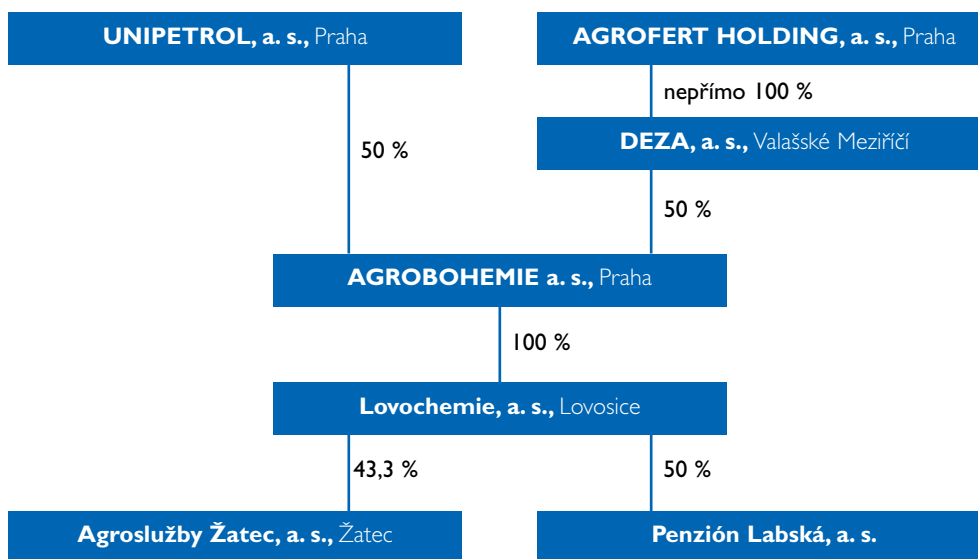 UNIPETROL, a. s., Praha
AGROFERT HOLDING, a. s., Praha
nepřímo 100 %
DEZA, a. s., Valašské Meziříčí
50 %
50 %
AGROBOHEMIE a. s., Praha
100 %
Lovochemie, a. s., Lovosice
43,3 %
50 %
Agroslužby Žatec, a. s., Žatec
Penzión Labská, a. s.